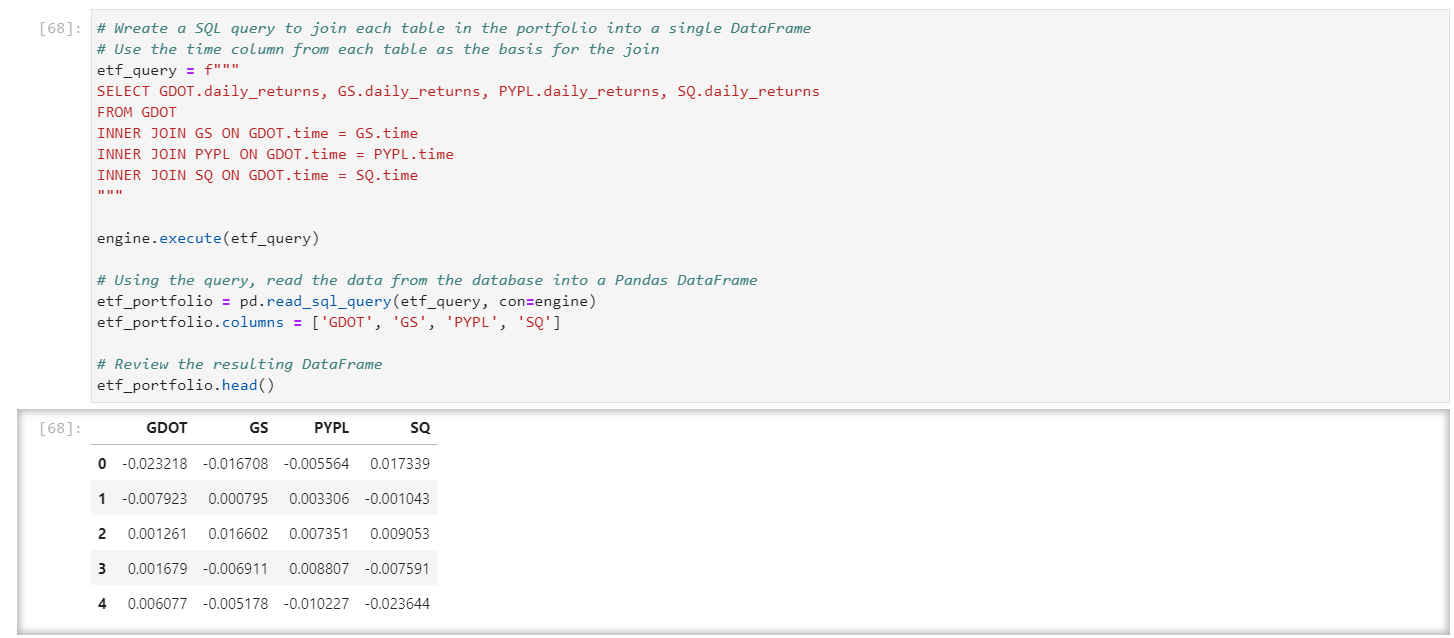 [68]: # Wreate a SQL query to join each table in the portfolio into a single DataFrame
# Use the time column from each table as the basis for the join
etf_query = f"""
SELECT GDOT.daily_returns, GS.daily_returns, PYPL.daily_returns, SQ.daily_returns
FROM GDOT
INNER JOIN GS ON GDOT.time = GS.time
INNER JOIN PYPL ON GDOT.time = PYPL.time
INNER JOIN SQ ON GDOT.time = SQ.time
"""
engine.execute(etf_query)
# Using the query, read the data from the database into a Pandas DataFrame
etf_portfolio = pd.read_sql_query(etf_query, con=engine)
etf_portfolio.columns = ['GDOT', 'GS', 'PYPL', 'SQ']
# Review the resulting DataFrame
etf_portfolio.head()
[68]: GDOT GS PYPL SQ
0 -0.023218 -0.016708 -0.005564 0.017339
1 -0.007923 0.000795 0.003306 -0.001043
2 0.001261 0.016602 0.007351 0.009053
3 0.001679 -0.006911 0.008807 -0.007591
4 0.006077 -0.005178 -0.010227 -0.023644